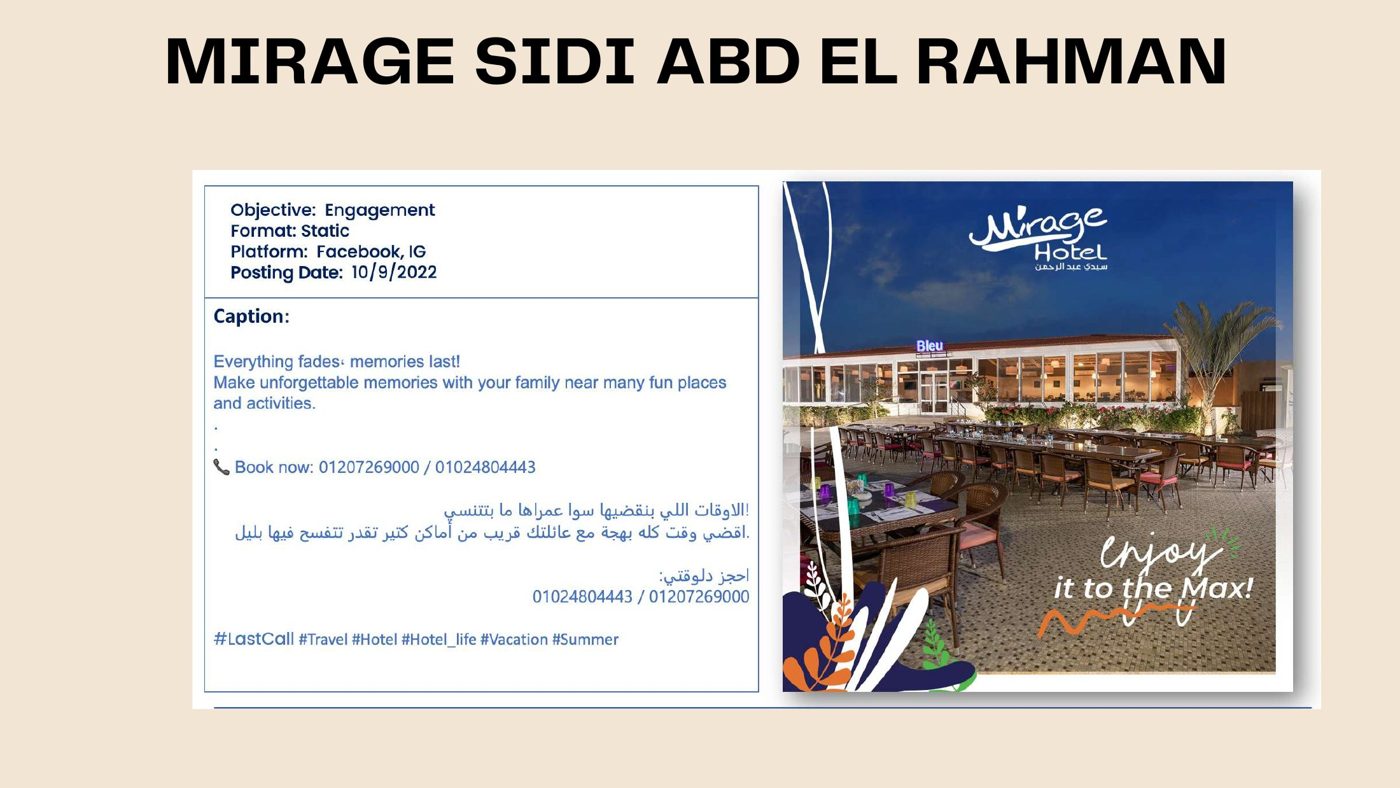 MIRAGE SIDI ABD EL RAHMAN
Objective: Engagement
Format: Static
Platform: Facebook, IG
Posting Date: 10/9/2022
Caption:
Everything fades، memories last!
Make unforgettable memories with your family near many fun places
and activities.
.
.
📞 Book now: 01207269000 / 01024804443
الاوقات اللي بنقضيها سوا عمراها ما بتتنسي!
اقضي وقت كله بهجة مع عائلتك قريب من أماكن كتير تقدر تتفسح فيها بليل.
احجز دلوقتي:
01024804443 / 01207269000
#LastCall #Travel #Hotel #Hotel_life #Vacation #Summer
Mirage
Hotel
سيدي عبد الرحمن
Bleu
enjoy
it to the Max!